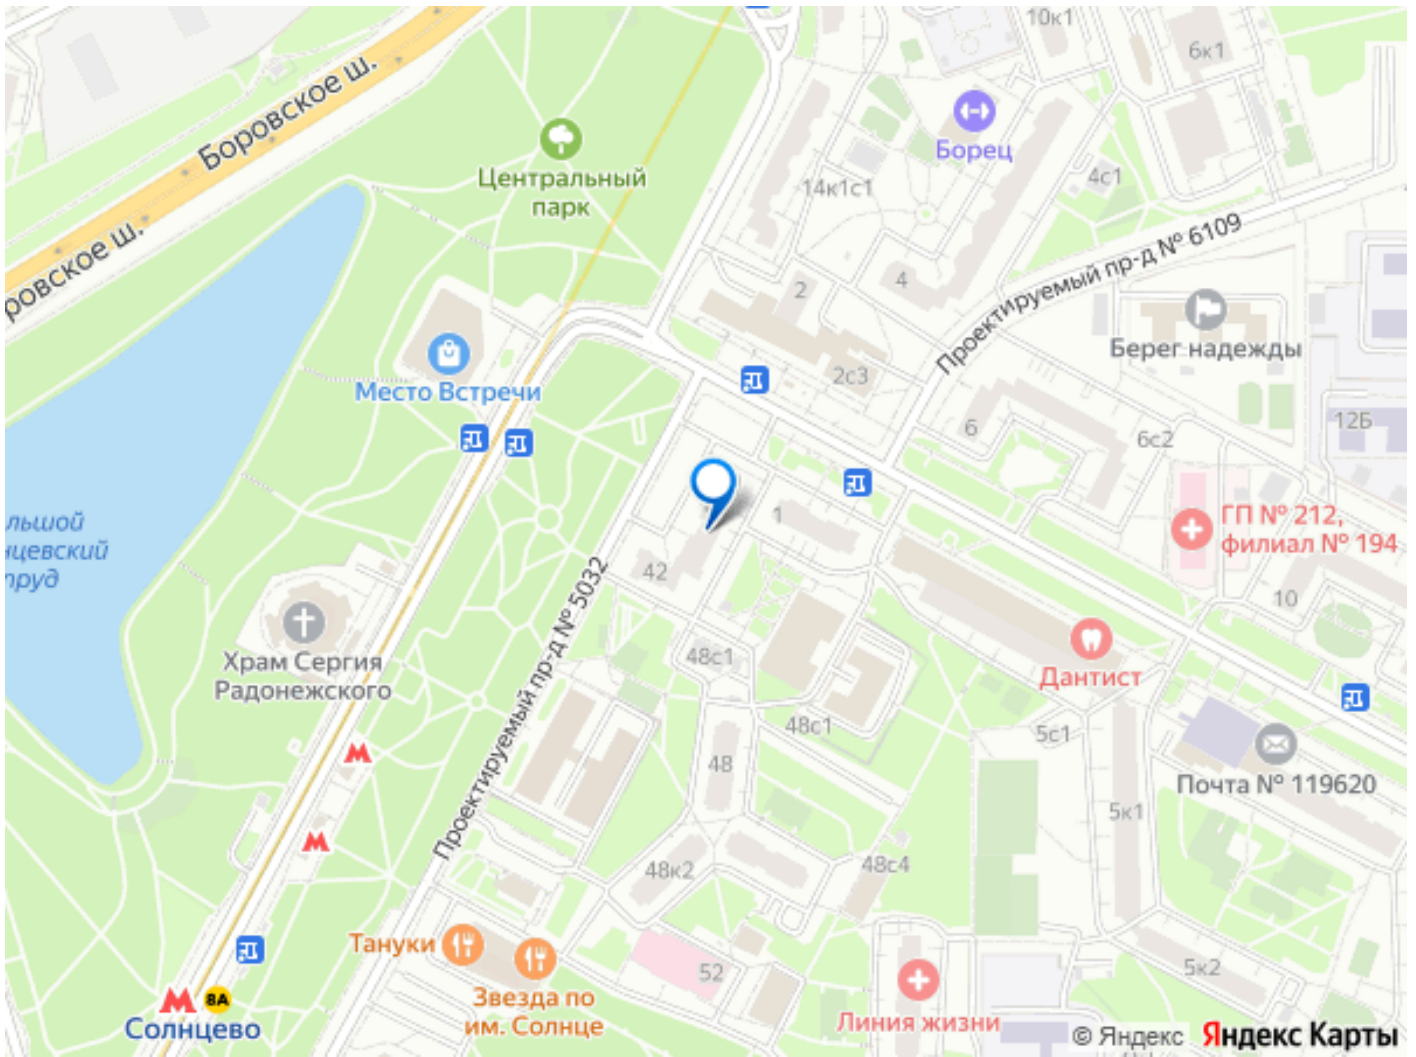 10к1
6к1
Боровское ш.
Борец
Центральный
парк
14к1с1
4с1
Боровское ш.
Проектируемый пр-д № 6109
2
4
Берег надежды
Место Встречи
2с3
6
6с2
12Б
1
ГП № 212,
филиал № 194
льшой
нцевский
пруд
42
Проектируемый пр-д № 5032
10
Храм Сергия
Радонежского
48с1
Дантист
48с1
5с1
48
Почта № 119620
5к1
48к2
48с4
Тануки
52
5к2
Звезда по
им. Солнце
8А
Солнцево
Линия жизни
© Яндекс
Яндекс Карты